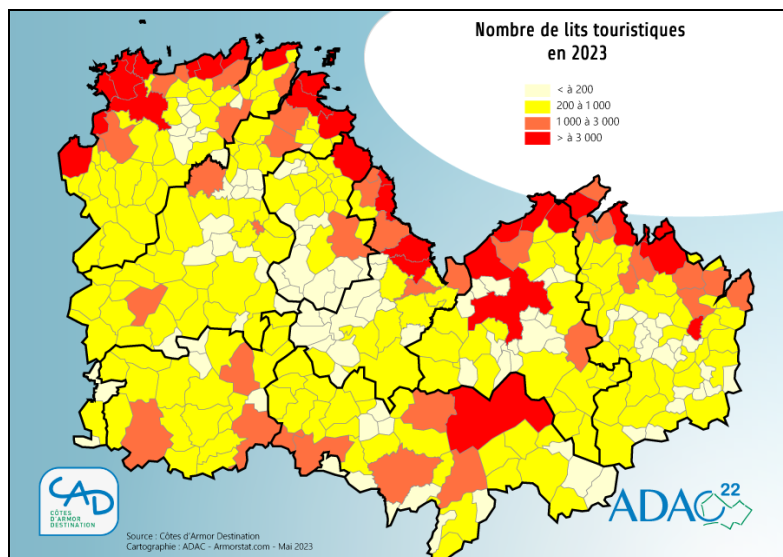 Nombre de lits touristiques
en 2023
< à 200
200 à 1 000
1 000 à 3 000
> à 3 000
CAD
CÔTES
D'ARMOR
DESTINATION
Source : Côtes d'Armor Destination
Cartographie : ADAC - Armorstat.com - Mai 2023
ADAC 22